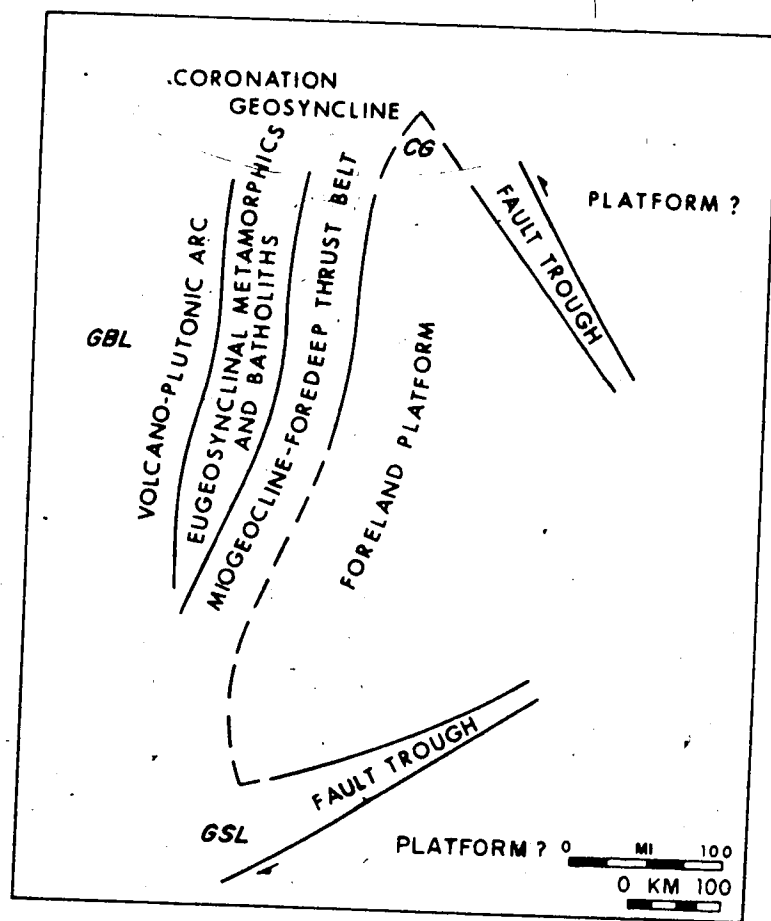 CORONATION
GEOSYNCLINE
CG
PLATFORM ?
FAULT TROUGH
GBL
VOLCANO-PLUTONIC ARC
EUGEOSYNCLINAL METAMORPHICS
AND BATHOLITHS
MIOGEOCLINE-FOREDEEP THRUST BELT
FORELAND PLATFORM
FAULT TROUGH
GSL
PLATFORM ?
0 MI 100
0 KM 100